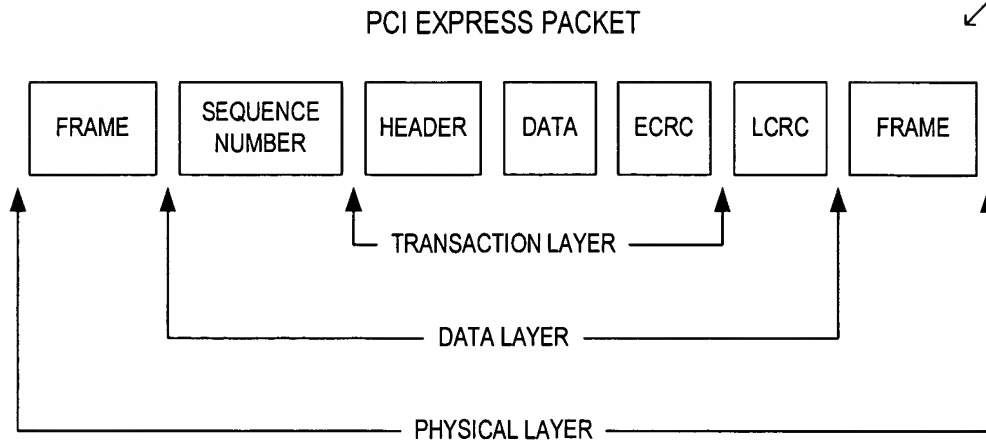 PCI EXPRESS PACKET
FRAME
SEQUENCE
NUMBER
HEADER
DATA
ECRC
LCRC
FRAME
TRANSACTION LAYER
DATA LAYER
PHYSICAL LAYER